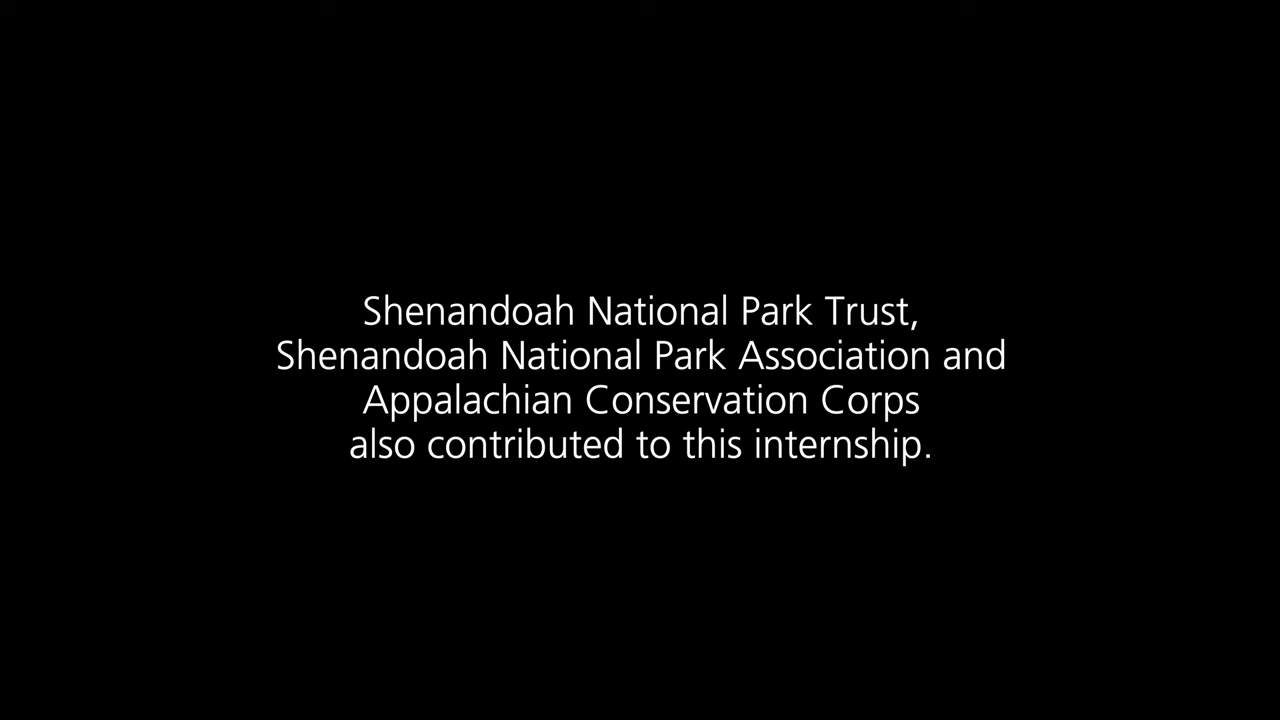 Shenandoah National Park Trust,
Shenandoah National Park Association and
Appalachian Conservation Corps
also contributed to this internship.